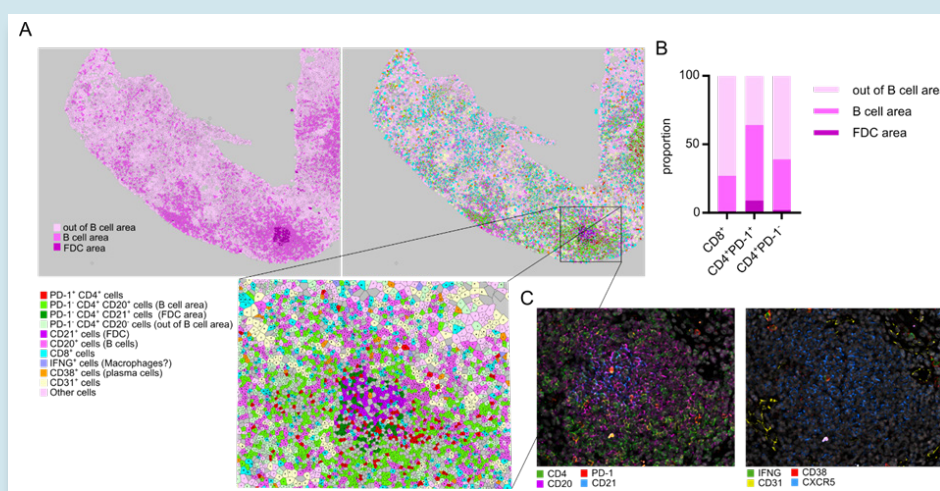 A
out of B cell area
B cell area
FDC area
PD-1⁺ CD4⁺ cells
PD-1⁻ CD4⁺ CD20⁺ cells (B cell area)
PD-1⁻ CD4⁺ CD21⁺ cells (FDC area)
PD-1⁻ CD4⁺ CD20⁻ cells (out of B cell area)
CD21⁺ cells (FDC)
CD20⁺ cells (B cells)
CD8⁺ cells
IFNG⁺ cells (Macrophages?)
CD38⁺ cells (plasma cells)
CD31⁺ cells
Other cells
B
100
50
0
proportion
CD8⁺
CD4⁺PD-1⁺
CD4⁺PD-1⁻
out of B cell area
B cell area
FDC area
C
CD4 PD-1
CD20 CD21
IFNG CD38
CD31 CXCR5